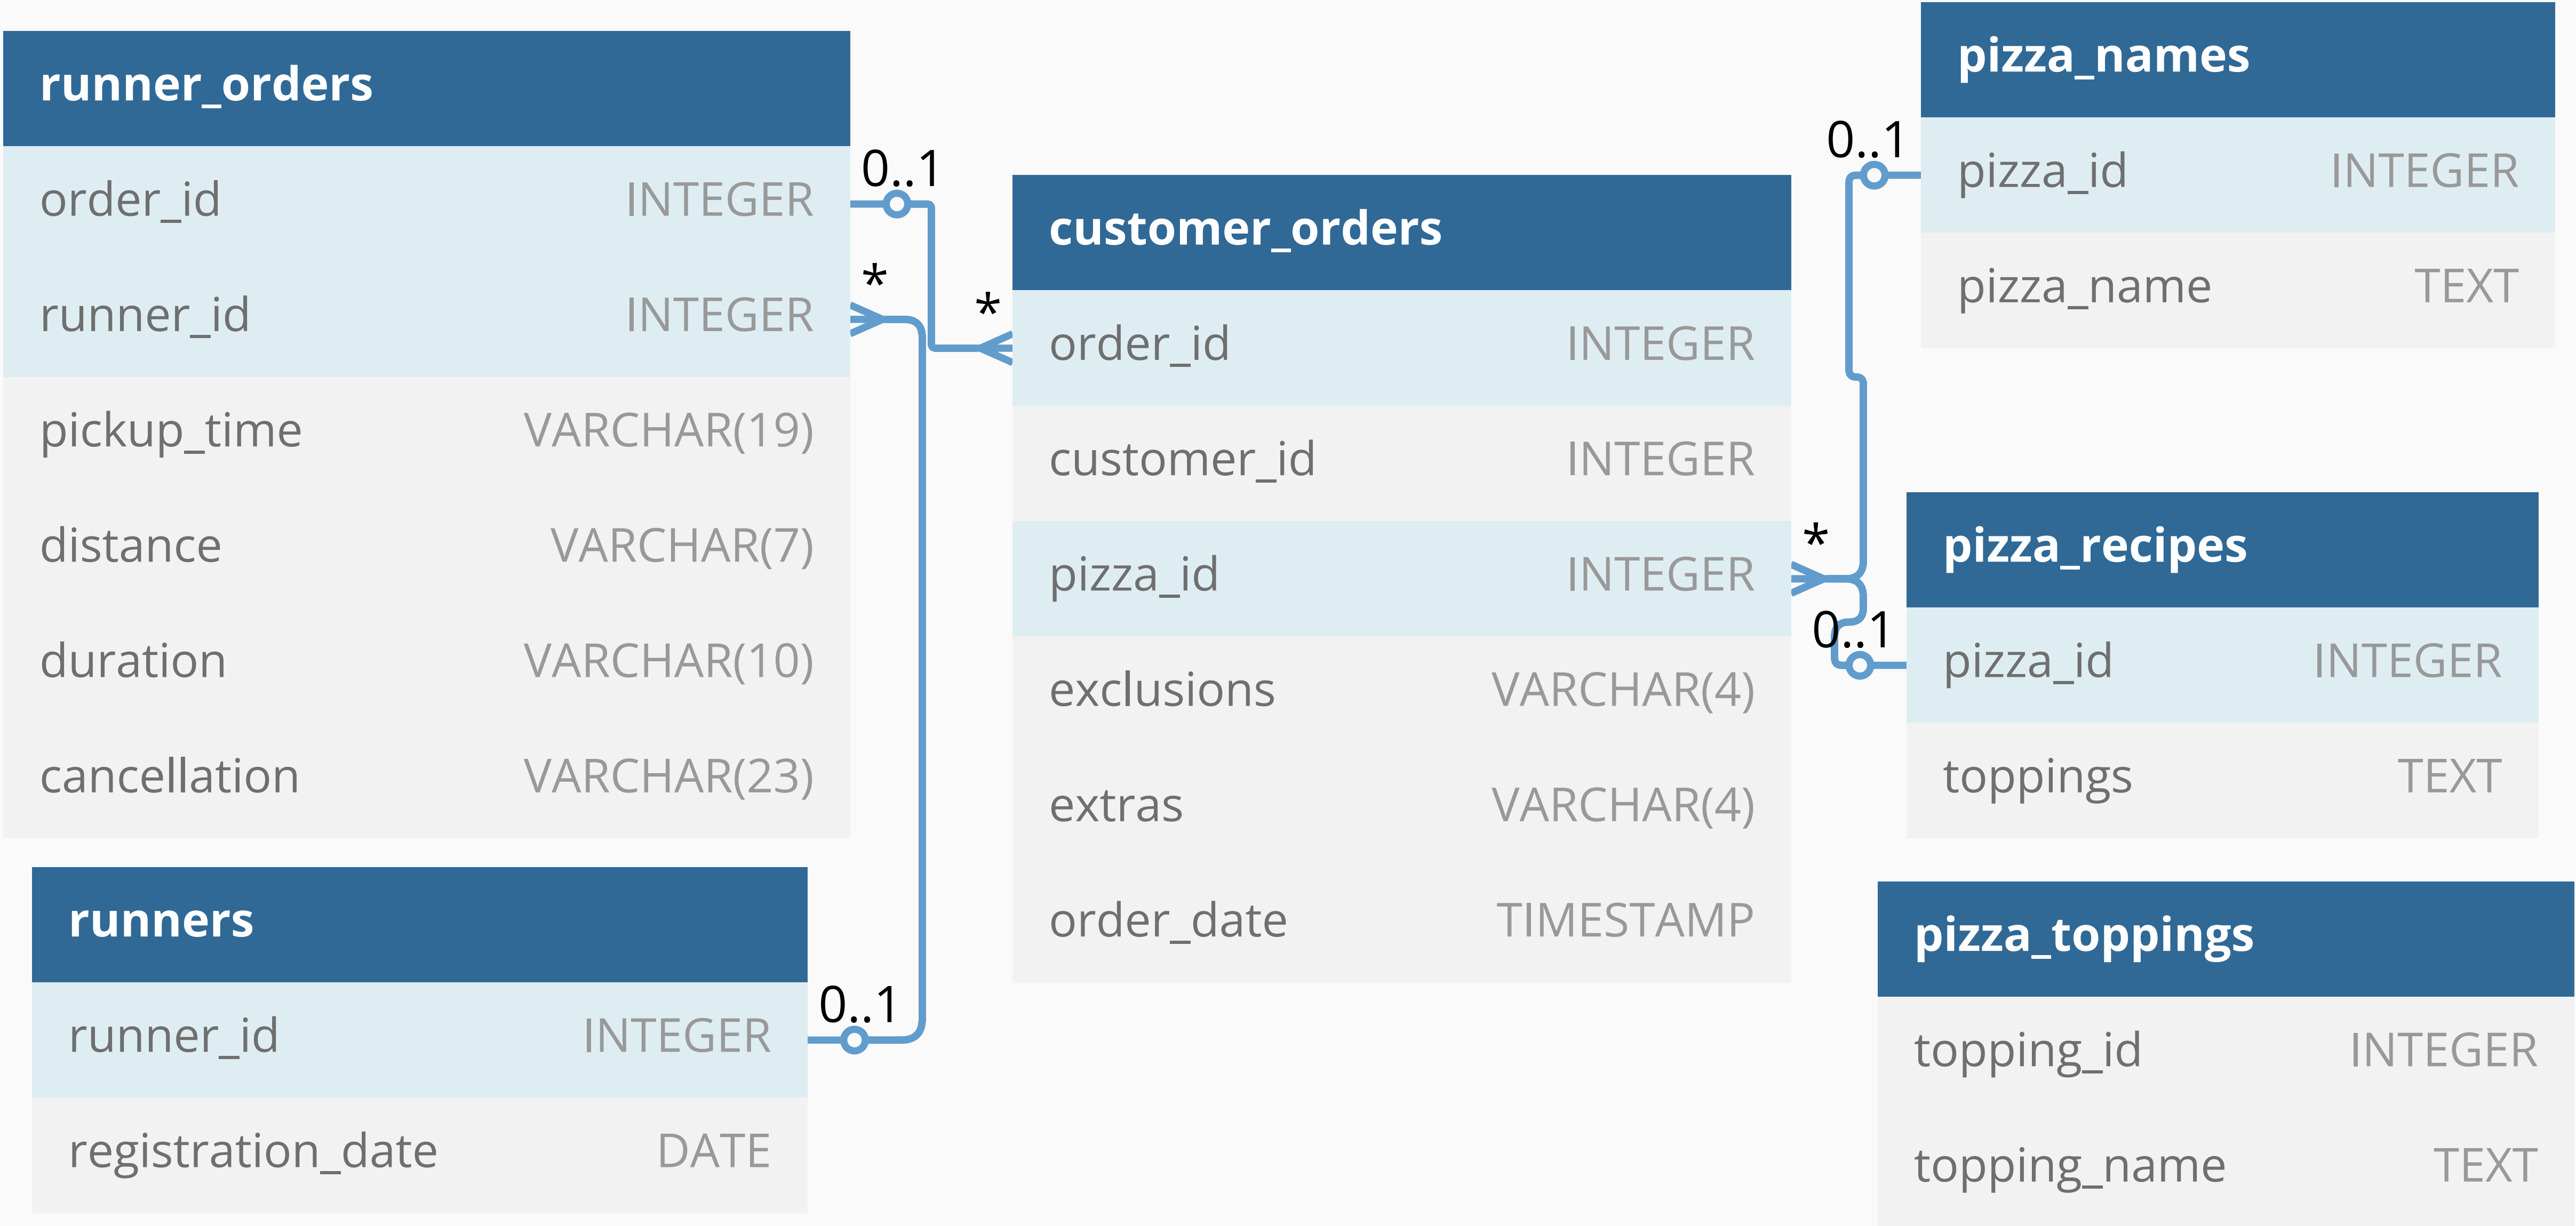 runner_orders
order_id INTEGER
runner_id INTEGER
pickup_time VARCHAR(19)
distance VARCHAR(7)
duration VARCHAR(10)
cancellation VARCHAR(23)
0..1
*
runners
runner_id INTEGER
registration_date DATE
0..1
*
customer_orders
order_id INTEGER
customer_id INTEGER
pizza_id INTEGER
exclusions VARCHAR(4)
extras VARCHAR(4)
order_date TIMESTAMP
*
0..1
0..1
pizza_names
pizza_id INTEGER
pizza_name TEXT
pizza_recipes
pizza_id INTEGER
toppings TEXT
pizza_toppings
topping_id INTEGER
topping_name TEXT